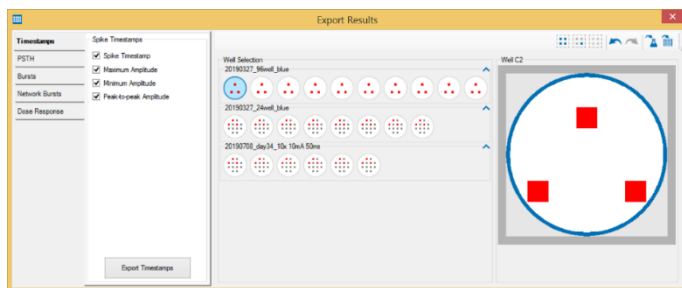 Export Results
Timestamps
PSTH
Bursts
Network Bursts
Dose Response
Spike Timestamps
Spike Timestamp
Maximum Amplitude
Minimum Amplitude
Peak-to-peak Amplitude
Export Timestamps
Well Selection
20190327_96well_blue
20190327_24well_blue
20190708_day34_10x 10mA 50ms
Well C2